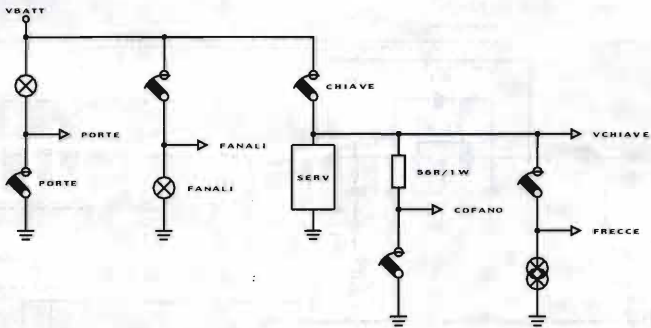 VBATT
CHIAVE
PORTE
FANALI
VCHIAVE
SERV
56R/1W
PORTE
FANALI
COFANO
FRECCE